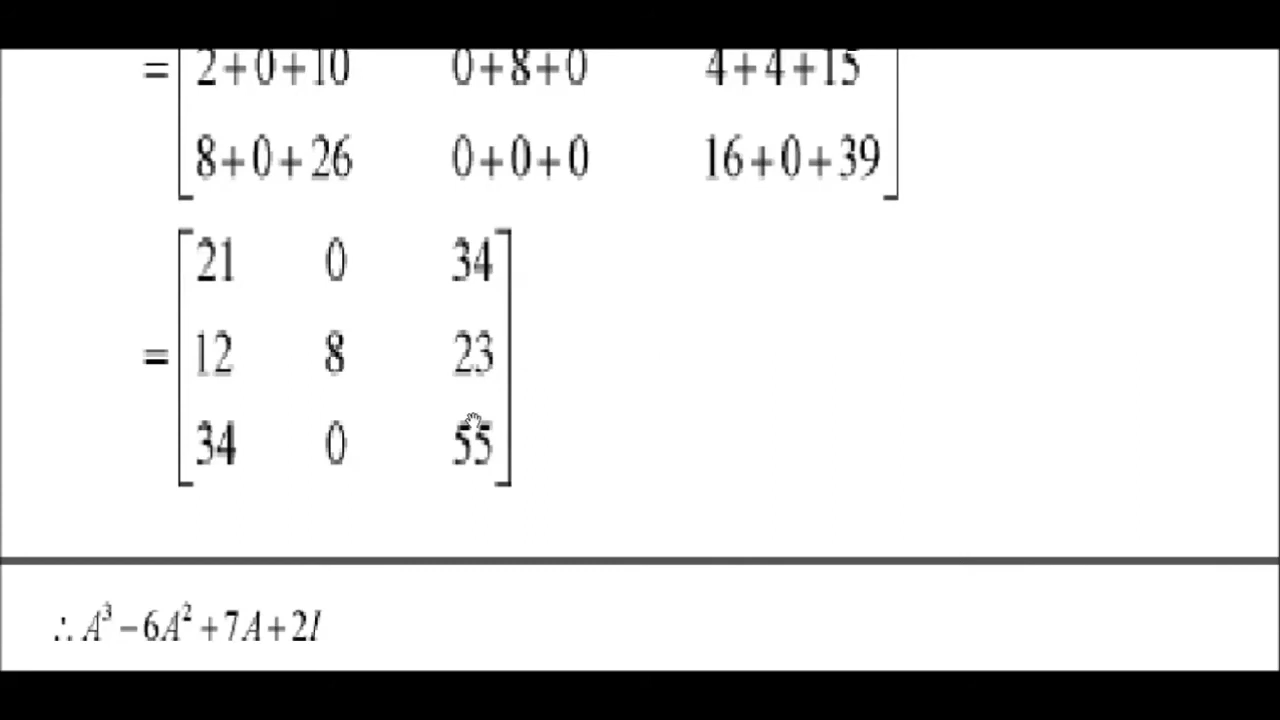 = 2+0+10 0+8+0 4+4+15
8+0+26 0+0+0 16+0+39
21 0 34
= 12 8 23
34 0 55
∴ A³ − 6A² + 7A + 2I